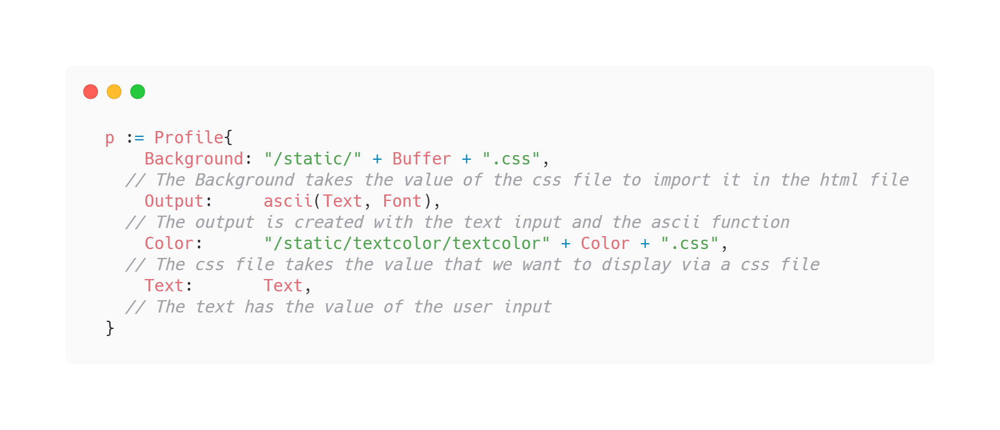 p := Profile{
    Background: "/static/" + Buffer + ".css",
  // The Background takes the value of the css file to import it in the html file
    Output:     ascii(Text, Font),
  // The output is created with the text input and the ascii function
    Color:      "/static/textcolor/textcolor" + Color + ".css",
  // The css file takes the value that we want to display via a css file
    Text:       Text,
  // The text has the value of the user input
}